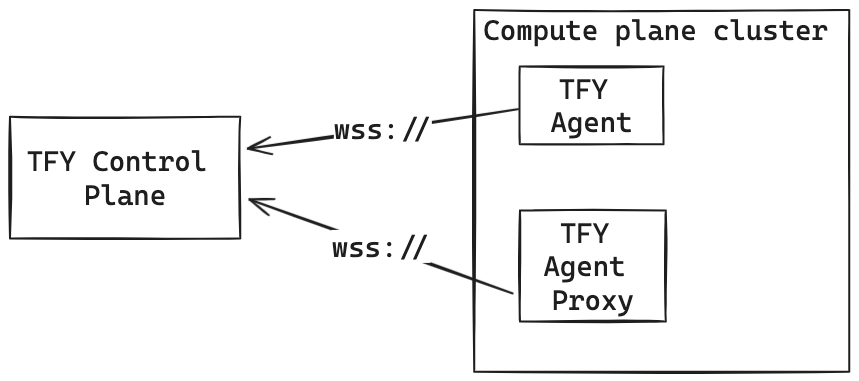 Compute plane cluster
TFY
Agent
wss://
TFY Control
Plane
wss://
TFY
Agent
Proxy